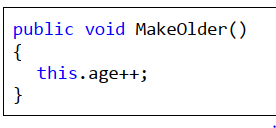 public void MakeOlder()
{
this.age++;
}